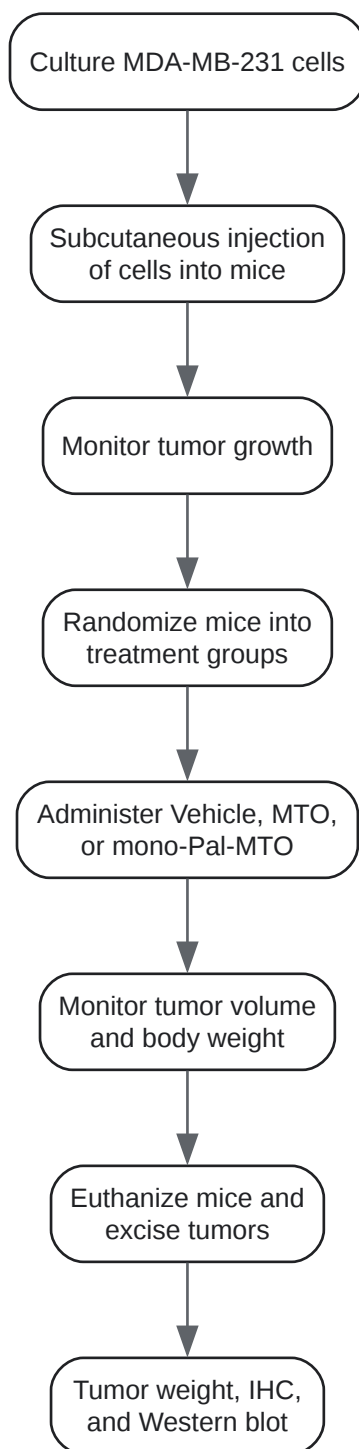 Culture MDA-MB-231 cells
Subcutaneous injection
of cells into mice
Monitor tumor growth
Randomize mice into
treatment groups
Administer Vehicle, MTO,
or mono-Pal-MTO
Monitor tumor volume
and body weight
Euthanize mice and
excise tumors
Tumor weight, IHC,
and Western blot